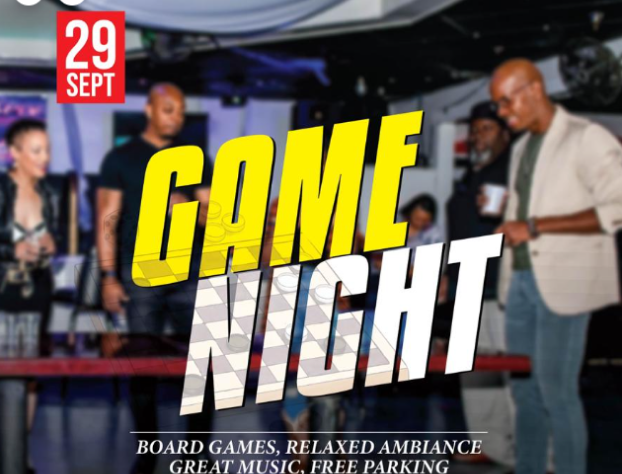 29
SEPT
GAME
NIGHT
BOARD GAMES, RELAXED AMBIANCE
GREAT MUSIC, FREE PARKING